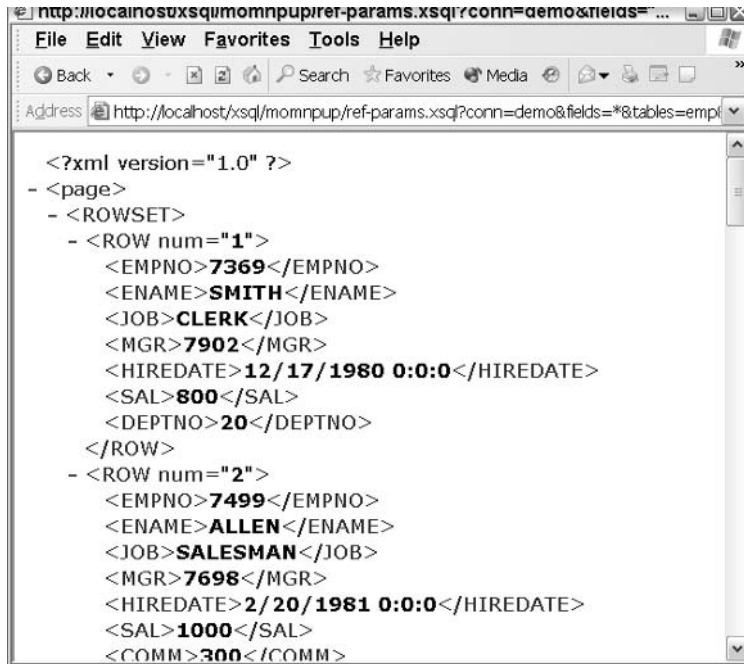 http://localhost/xsql/momnpup/ref-params.xsql?conn=demo&fields="...
File Edit View Favorites Tools Help
Back Search Favorites Media »
Address http://localhost/xsql/momnpup/ref-params.xsql?conn=demo&fields=*&tables=emp&
<?xml version="1.0" ?>
- <page>
- <ROWSET>
- <ROW num="1">
<EMPNO>7369</EMPNO>
<ENAME>SMITH</ENAME>
<JOB>CLERK</JOB>
<MGR>7902</MGR>
<HIREDATE>12/17/1980 0:0:0</HIREDATE>
<SAL>800</SAL>
<DEPTNO>20</DEPTNO>
</ROW>
- <ROW num="2">
<EMPNO>7499</EMPNO>
<ENAME>ALLEN</ENAME>
<JOB>SALESMAN</JOB>
<MGR>7698</MGR>
<HIREDATE>2/20/1981 0:0:0</HIREDATE>
<SAL>1000</SAL>
<COMM>300</COMM>